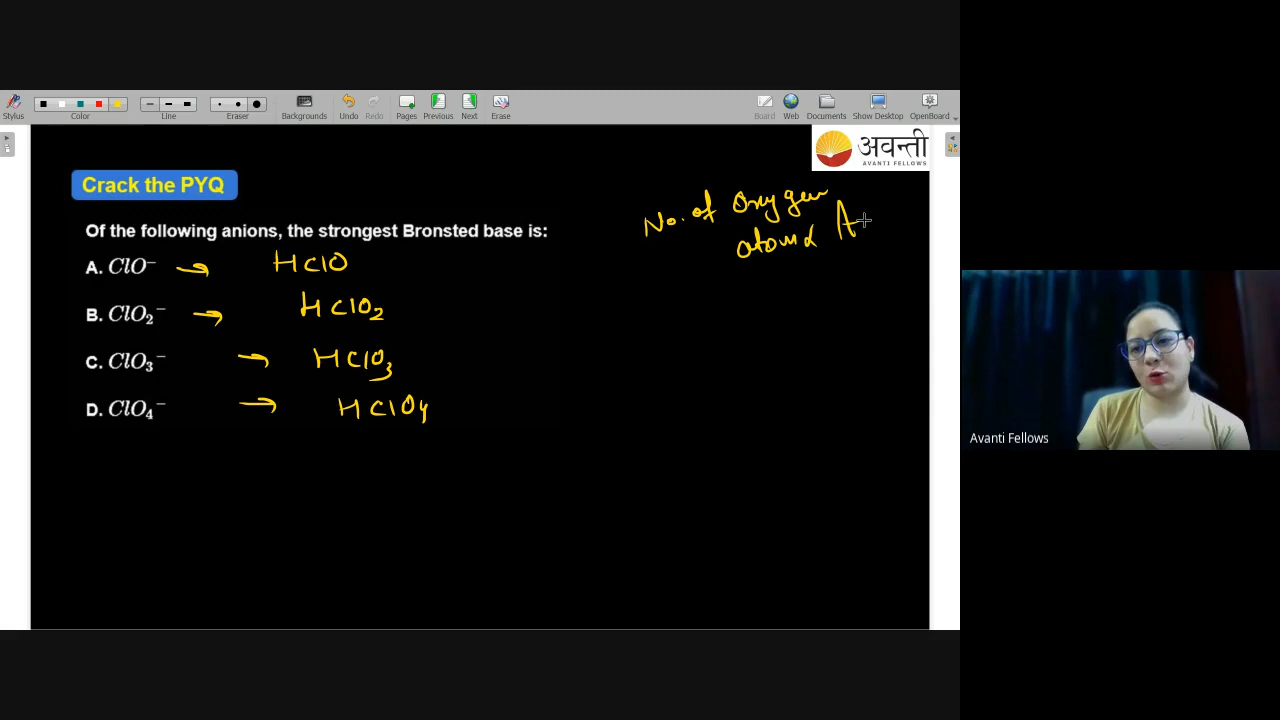 Stylus
Color
Line
Eraser
Backgrounds
Undo
Redo
Pages
Previous
Next
Erase
Board
Web
Documents
Show Desktop
OpenBoard
अवन्ती
AVANTI FELLOWS
Crack the PYQ
Of the following anions, the strongest Bronsted base is:
A. ClO⁻ → HClO
B. ClO₂⁻ → HClO₂
C. ClO₃⁻ → HClO₃
D. ClO₄⁻ → HClO₄
No. of Oxygen
atom α A
Avanti Fellows